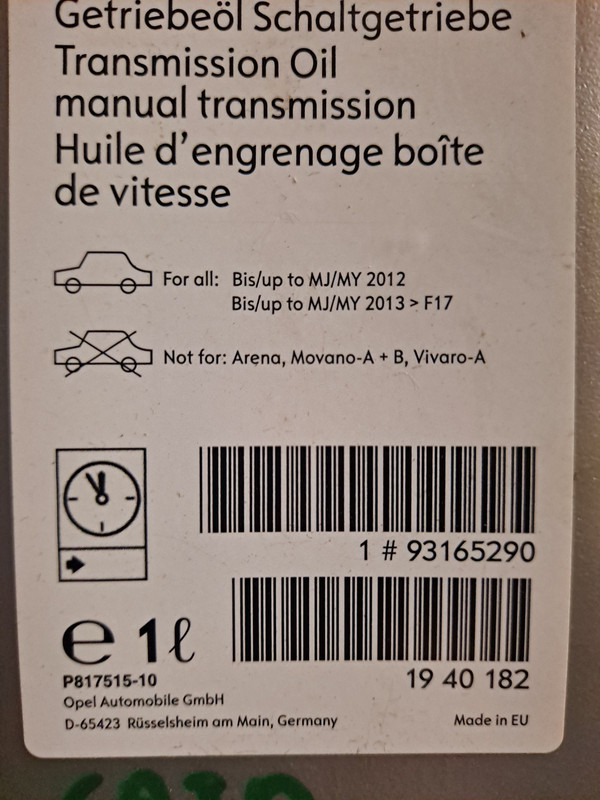 Getriebeöl Schaltgetriebe
Transmission Oil
manual transmission
Huile d'engrenage boîte
de vitesse
For all: Bis/up to MJ/MY 2012
Bis/up to MJ/MY 2013 > F17
Not for: Arena, Movano-A + B, Vivaro-A
1 # 93165290
e 1ℓ
19 40 182
P817515-10
Opel Automobile GmbH
D-65423 Rüsselsheim am Main, Germany
Made in EU